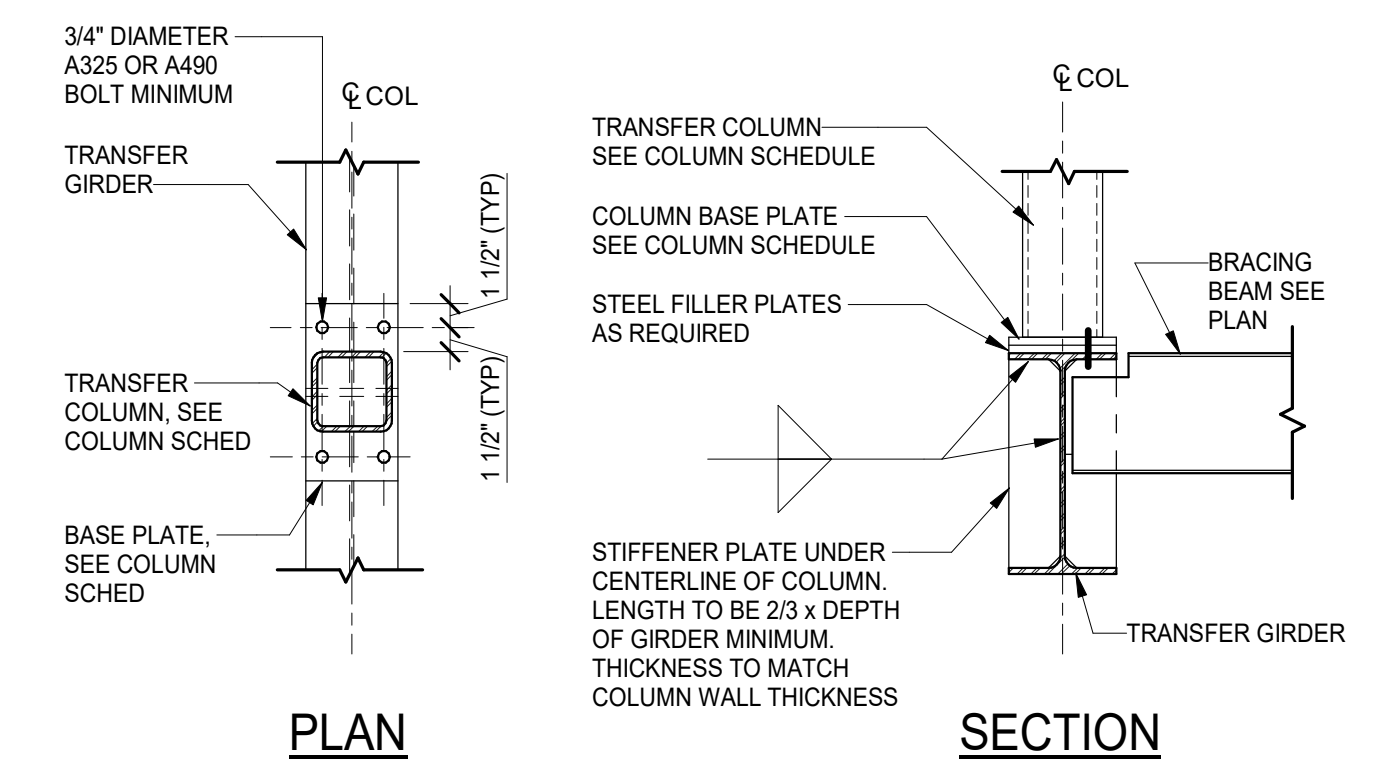 3/4" DIAMETER
A325 OR A490
BOLT MINIMUM
℄ COL
TRANSFER
GIRDER
1 1/2" (TYP)
1 1/2" (TYP)
TRANSFER
COLUMN, SEE
COLUMN SCHED
BASE PLATE,
SEE COLUMN
SCHED
PLAN
℄ COL
TRANSFER COLUMN
SEE COLUMN SCHEDULE
COLUMN BASE PLATE
SEE COLUMN SCHEDULE
STEEL FILLER PLATES
AS REQUIRED
BRACING
BEAM SEE
PLAN
STIFFENER PLATE UNDER
CENTERLINE OF COLUMN.
LENGTH TO BE 2/3 x DEPTH
OF GIRDER MINIMUM.
THICKNESS TO MATCH
COLUMN WALL THICKNESS
TRANSFER GIRDER
SECTION